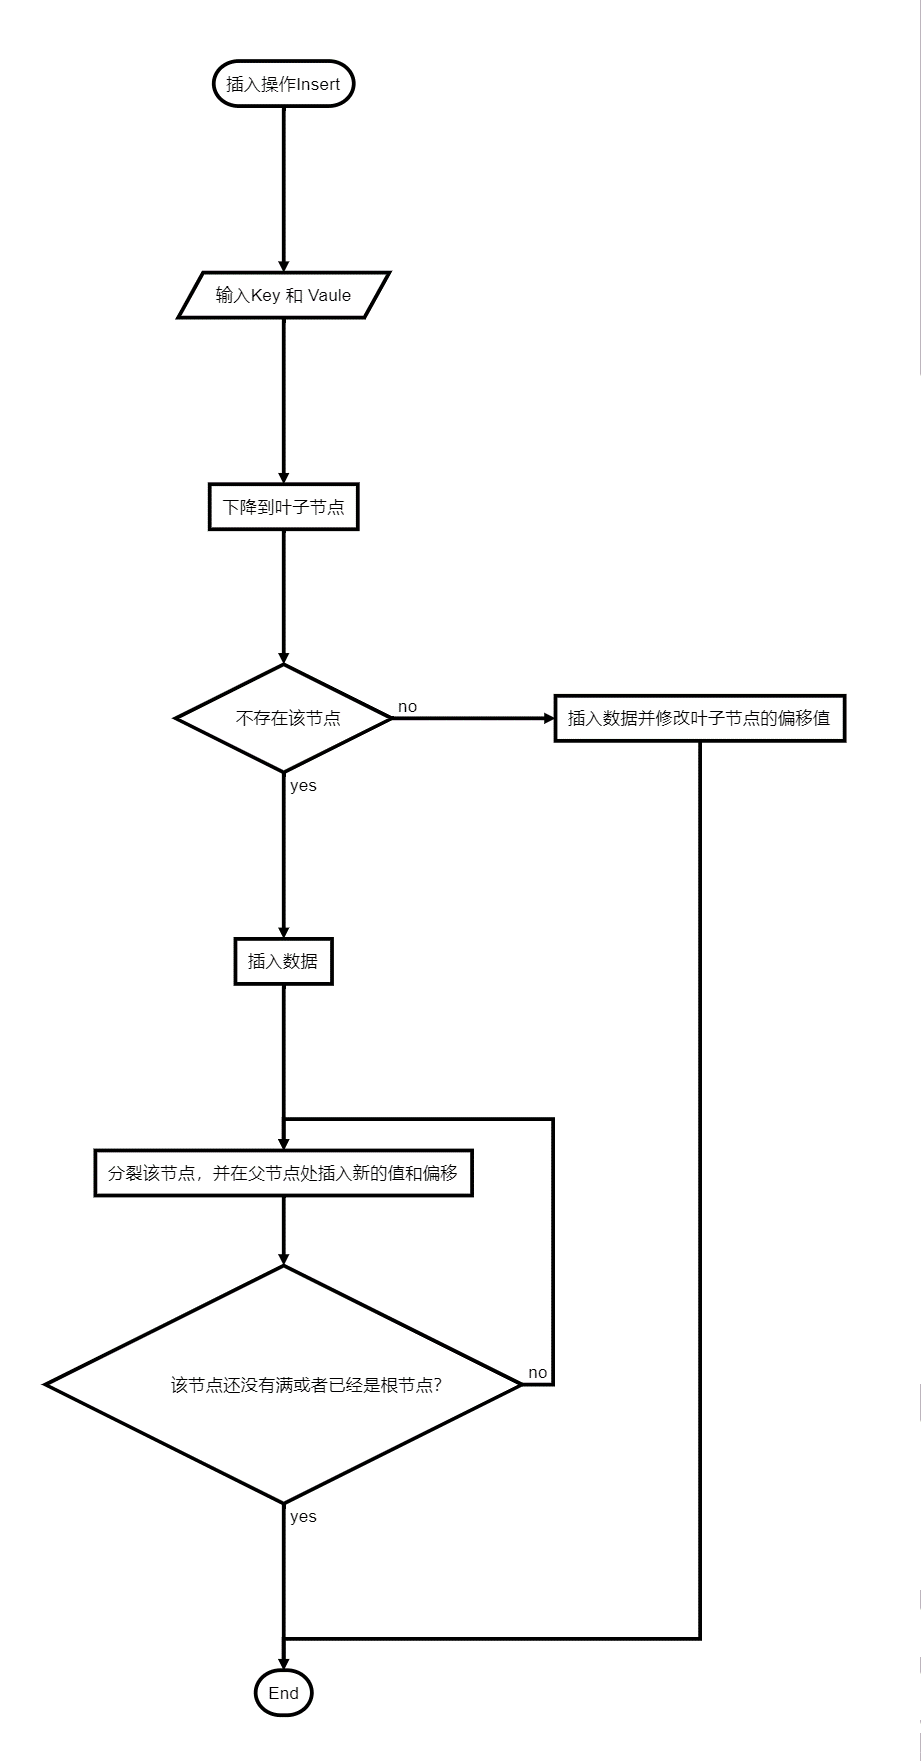 插入操作Insert
输入Key 和 Vaule
下降到叶子节点
不存在该节点
no
插入数据并修改叶子节点的偏移值
yes
插入数据
分裂该节点，并在父节点处插入新的值和偏移
no
该节点还没有满或者已经是根节点?
yes
End